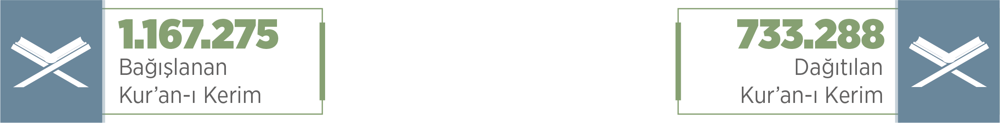 1.167.275
Bağışlanan
Kur’an-ı Kerim
733.288
Dağıtılan
Kur’an-ı Kerim